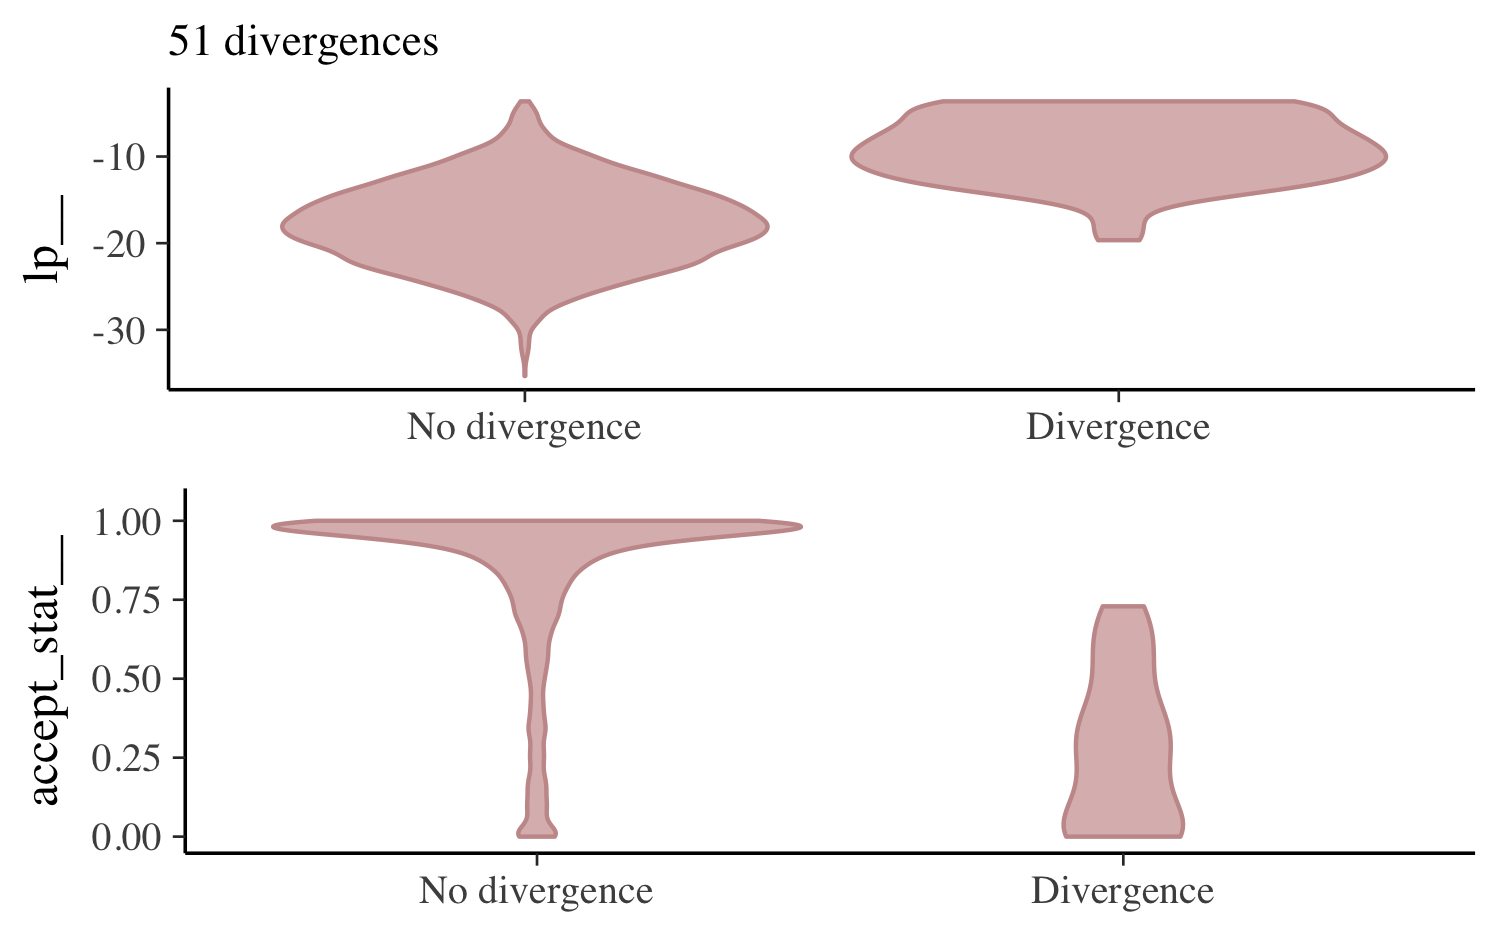 51 divergences
lp__
-10
-20
-30
No divergence
Divergence
accept_stat__
1.00
0.75
0.50
0.25
0.00
No divergence
Divergence